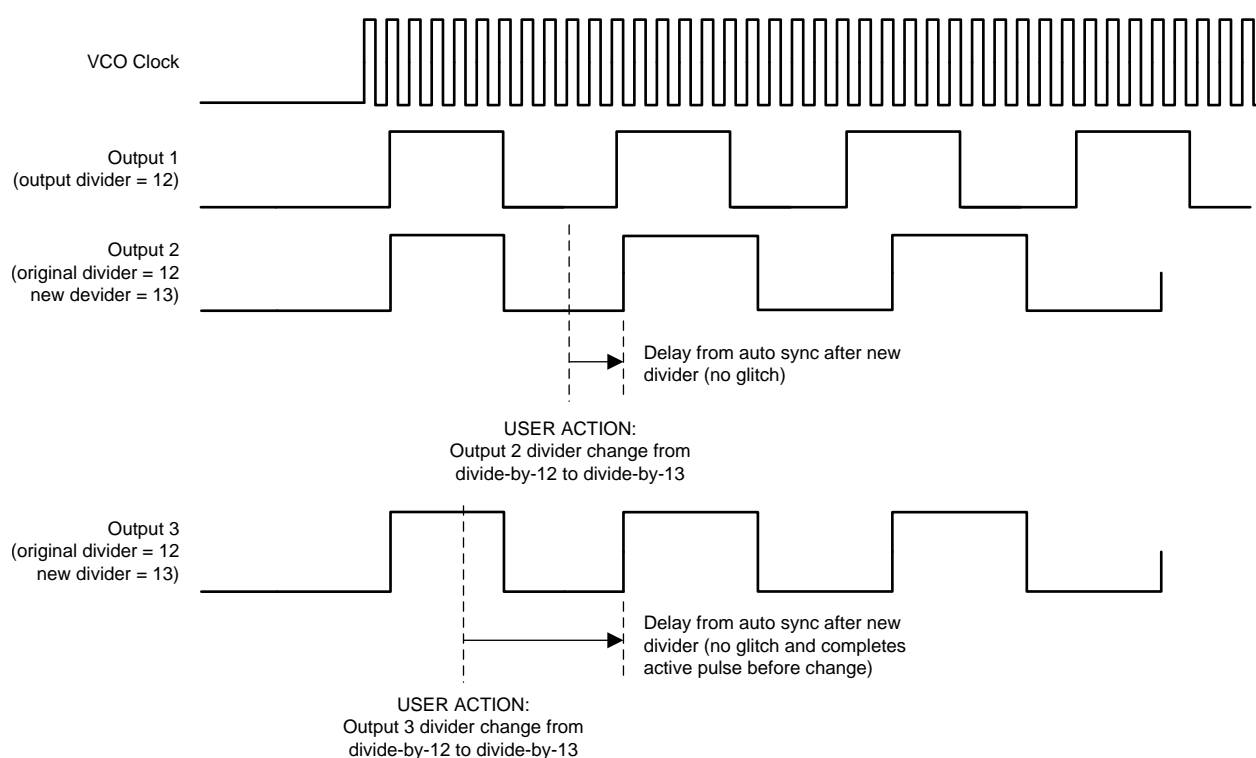 VCO Clock
Output 1
(output divider = 12)
Output 2
(original divider = 12
new devider = 13)
Delay from auto sync after new
divider (no glitch)
USER ACTION:
Output 2 divider change from
divide-by-12 to divide-by-13
Output 3
(original divider = 12
new divider = 13)
Delay from auto sync after new
divider (no glitch and completes
active pulse before change)
USER ACTION:
Output 3 divider change from
divide-by-12 to divide-by-13